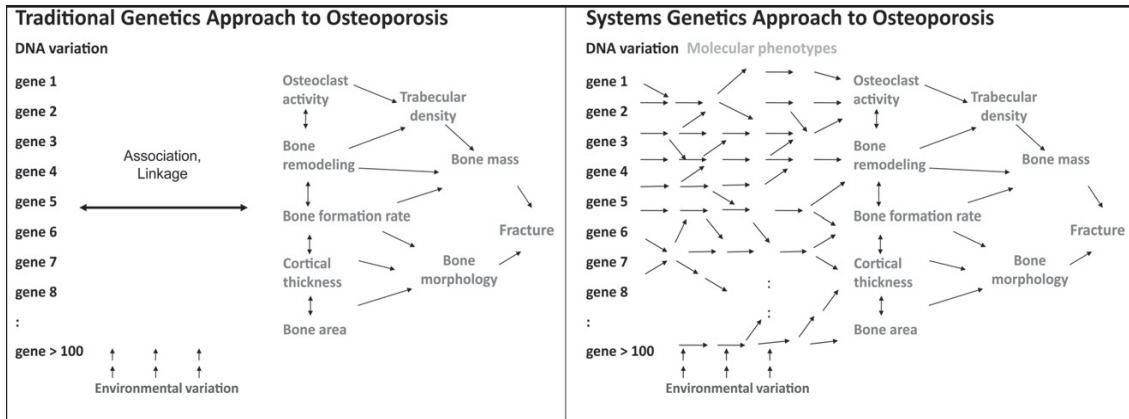 Traditional Genetics Approach to Osteoporosis
DNA variation
gene 1
gene 2
gene 3
gene 4
gene 5
gene 6
gene 7
gene 8
:
gene > 100
Association,
Linkage
Environmental variation
Osteoclast
activity
Bone
remodeling
Bone formation rate
Cortical
thickness
Bone area
Trabecular
density
Bone mass
Bone
morphology
Fracture
Systems Genetics Approach to Osteoporosis
DNA variation Molecular phenotypes
gene 1
gene 2
gene 3
gene 4
gene 5
gene 6
gene 7
gene 8
:
gene > 100
:
:
Environmental variation
Osteoclast
activity
Bone
remodeling
Bone formation rate
Cortical
thickness
Bone area
Trabecular
density
Bone mass
Bone
morphology
Fracture